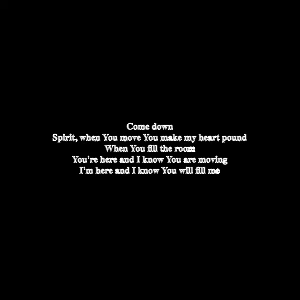 Come down
Spirit, when You move You make my heart pound
When You fill the room
You're here and I know You are moving
I'm here and I know You will fill me